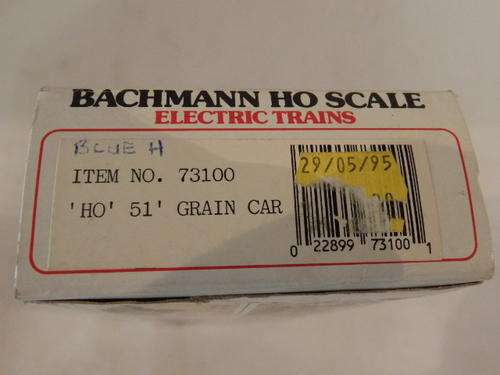 BACHMANN HO SCALE
ELECTRIC TRAINS
BLUE H
ITEM NO. 73100
'HO' 51' GRAIN CAR
29/05/95
0 22899 73100 1